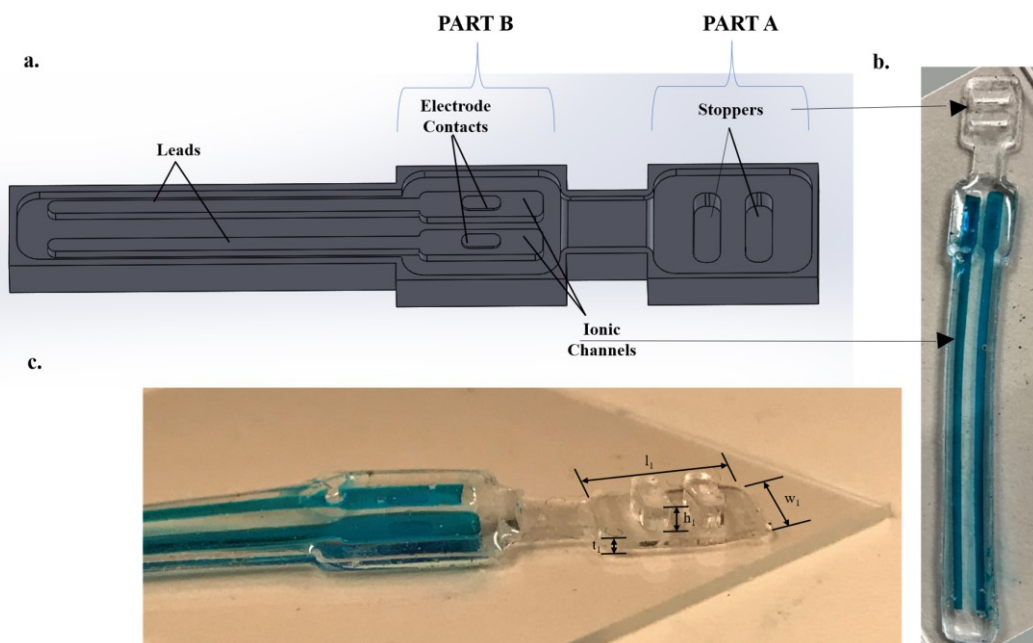 PART B
PART A
a.
b.
Electrode
Contacts
Stoppers
Leads
Ionic
Channels
c.
l₁
w₁
h₁
t₁